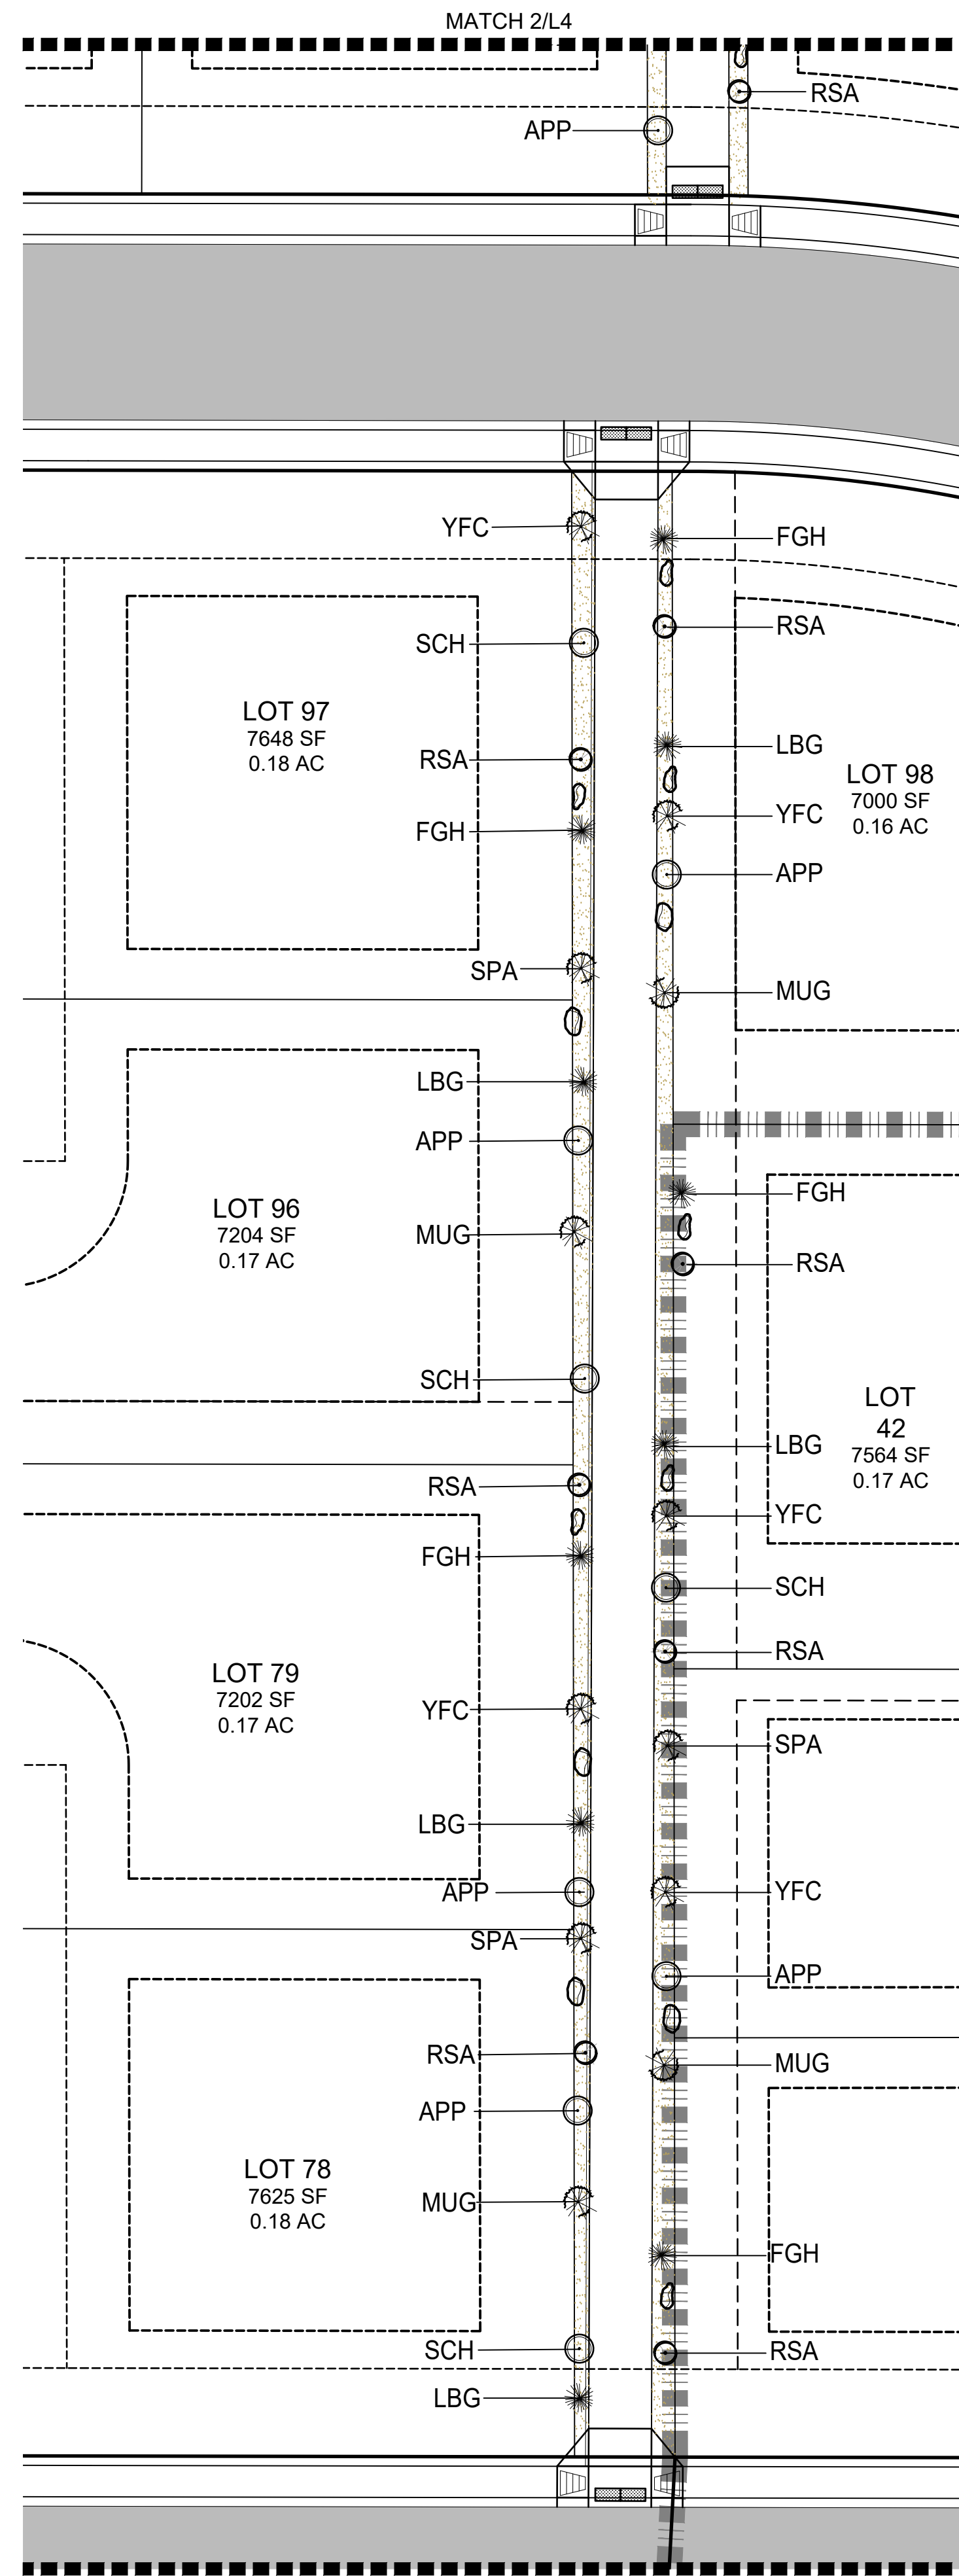 MATCH 2/L4
RSA
APP
YFC
FGH
RSA
SCH
LOT 97
7648 SF
0.18 AC
LBG
RSA
LOT 98
7000 SF
0.16 AC
YFC
FGH
APP
SPA
MUG
LBG
APP
FGH
LOT 96
7204 SF
0.17 AC
MUG
RSA
SCH
LOT
42
7564 SF
0.17 AC
LBG
RSA
YFC
FGH
SCH
RSA
LOT 79
7202 SF
0.17 AC
YFC
SPA
LBG
APP
YFC
SPA
APP
RSA
MUG
APP
LOT 78
7625 SF
0.18 AC
MUG
FGH
SCH
RSA
LBG